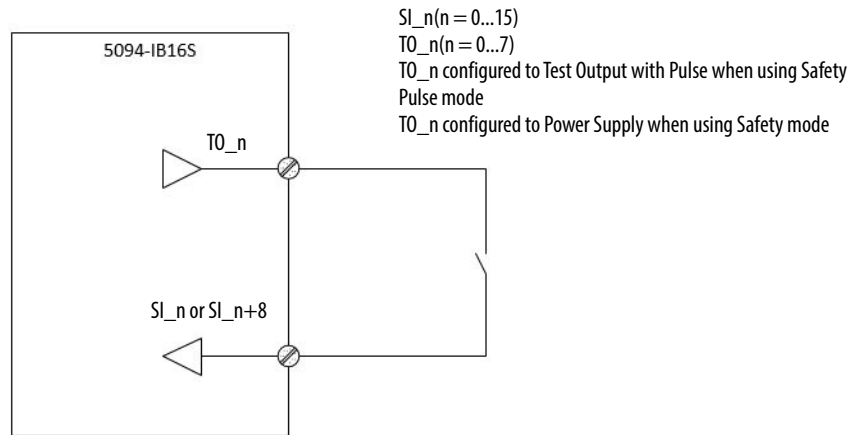 SI_n(n = 0...15)
TO_n(n = 0...7)
TO_n configured to Test Output with Pulse when using Safety
Pulse mode
TO_n configured to Power Supply when using Safety mode
5094-IB16S
TO_n
SI_n or SI_n+8